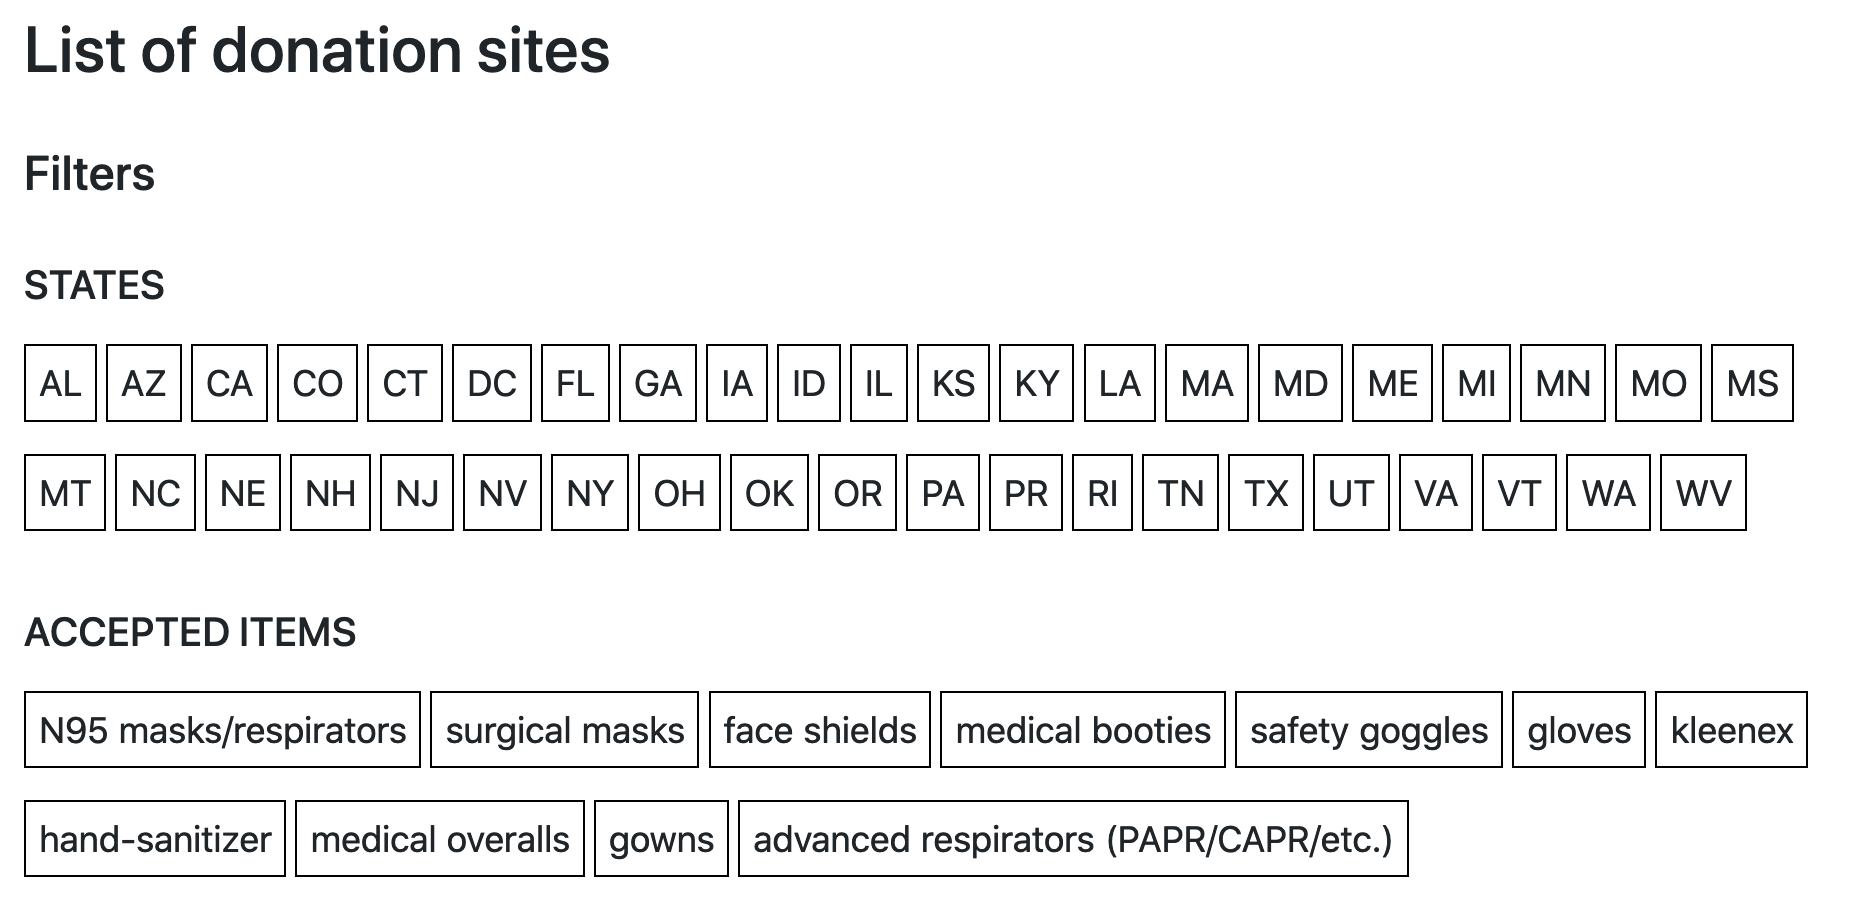 List of donation sites
Filters
STATES
AL AZ CA CO CT DC FL GA IA ID IL KS KY LA MA MD ME MI MN MO MS
MT NC NE NH NJ NV NY OH OK OR PA PR RI TN TX UT VA VT WA WV
ACCEPTED ITEMS
N95 masks/respirators surgical masks face shields medical booties safety goggles gloves kleenex
hand-sanitizer medical overalls gowns advanced respirators (PAPR/CAPR/etc.)